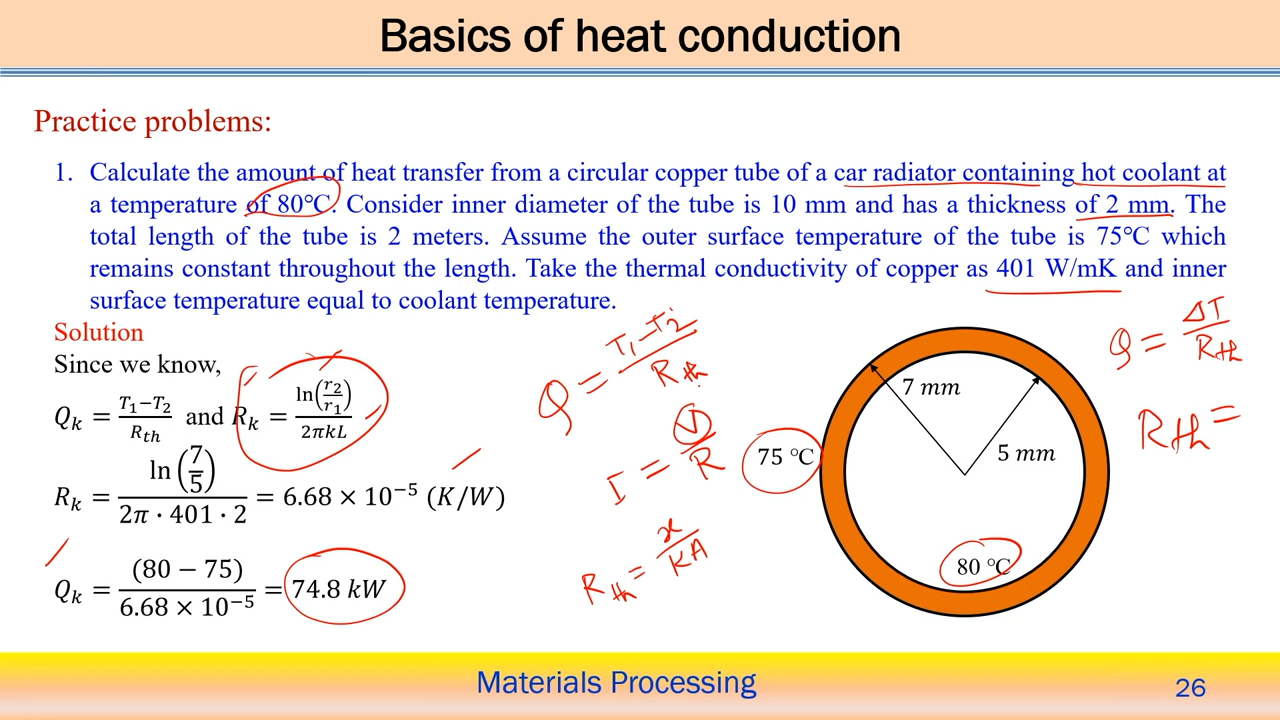 Basics of heat conduction
Practice problems:
1. Calculate the amount of heat transfer from a circular copper tube of a car radiator containing hot coolant at
a temperature of 80℃. Consider inner diameter of the tube is 10 mm and has a thickness of 2 mm. The
total length of the tube is 2 meters. Assume the outer surface temperature of the tube is 75℃ which
remains constant throughout the length. Take the thermal conductivity of copper as 401 W/mK and inner
surface temperature equal to coolant temperature.
Solution
Since we know,
Q_k = (T_1−T_2)/R_th and R_k = ln(r_2/r_1)/(2πkL)
R_k = ln(7/5)/(2π · 401 · 2) = 6.68 × 10^−5 (K/W)
Q_k = (80 − 75)/(6.68 × 10^−5) = 74.8 kW
Q = (T_1−T_2)/R_th
I = V/R
R_th = x/KA
7 mm
5 mm
75 ℃
80 ℃
Q = ΔT/R_th
R_th =
Materials Processing
26